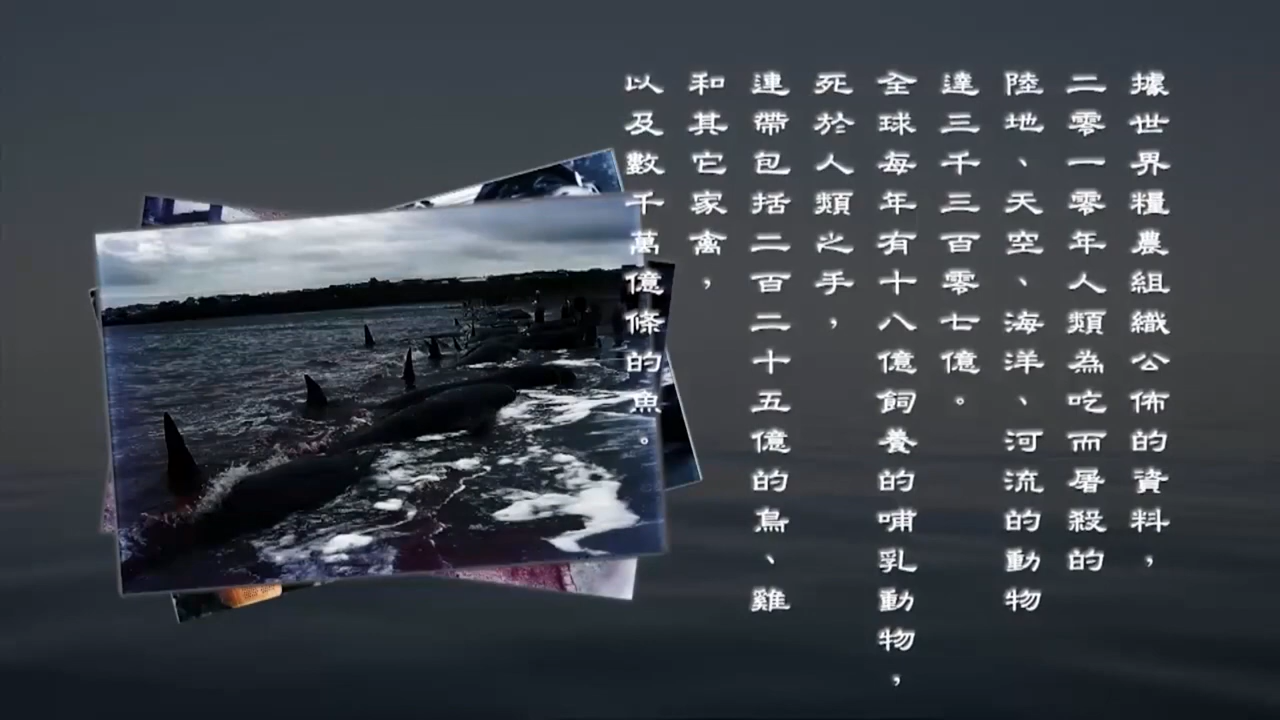 據世界糧農組織公佈的資料，
二零一零年人類為吃而屠殺的
陸地、天空、海洋、河流的動物
達三千三百零七億。
全球每年有十八億飼養的哺乳動物，
死於人類之手，
連帶包括二百二十五億的鳥、雞
和其它家禽，
以及數千萬億條的魚。